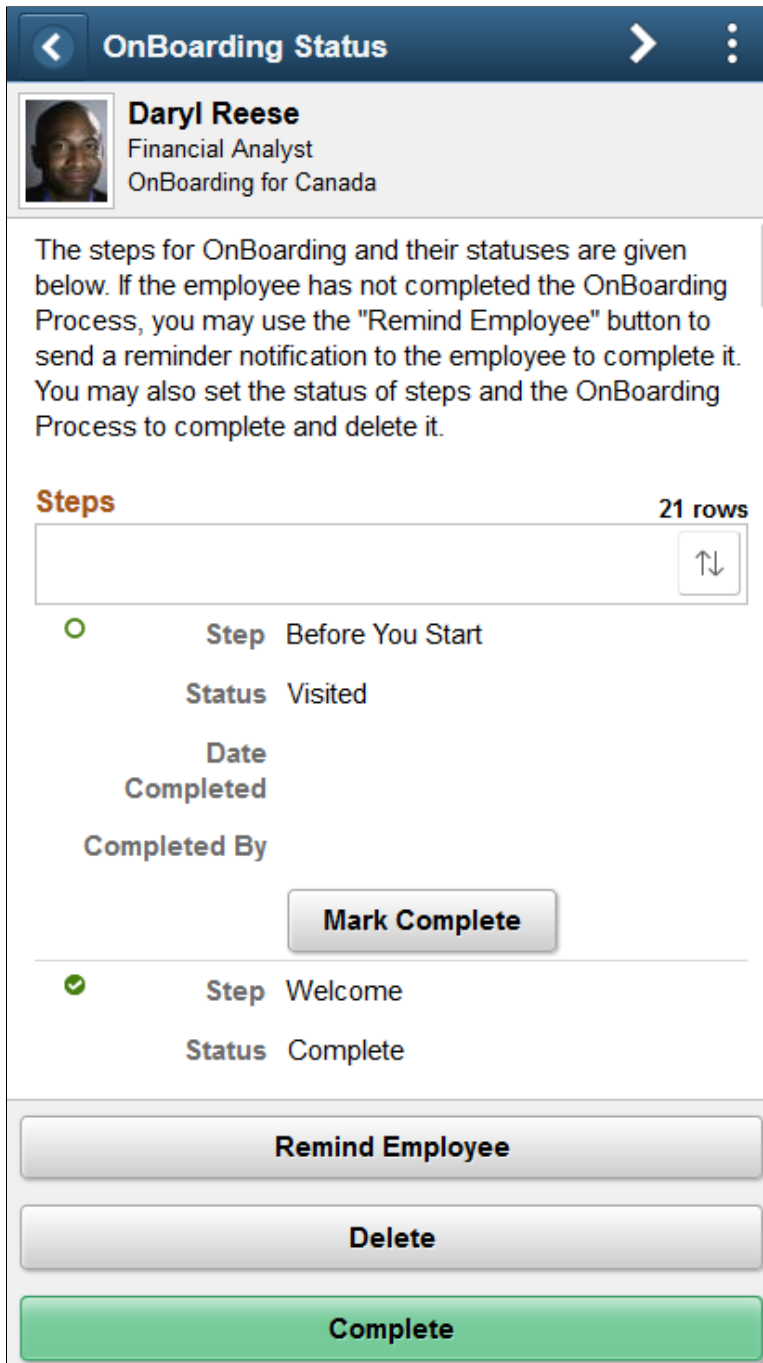 OnBoarding Status
Daryl Reese
Financial Analyst
OnBoarding for Canada
The steps for OnBoarding and their statuses are given
below. If the employee has not completed the OnBoarding
Process, you may use the "Remind Employee" button to
send a reminder notification to the employee to complete it.
You may also set the status of steps and the OnBoarding
Process to complete and delete it.
Steps
21 rows
Step Before You Start
Status Visited
Date
Completed
Completed By
Mark Complete
Step Welcome
Status Complete
Remind Employee
Delete
Complete